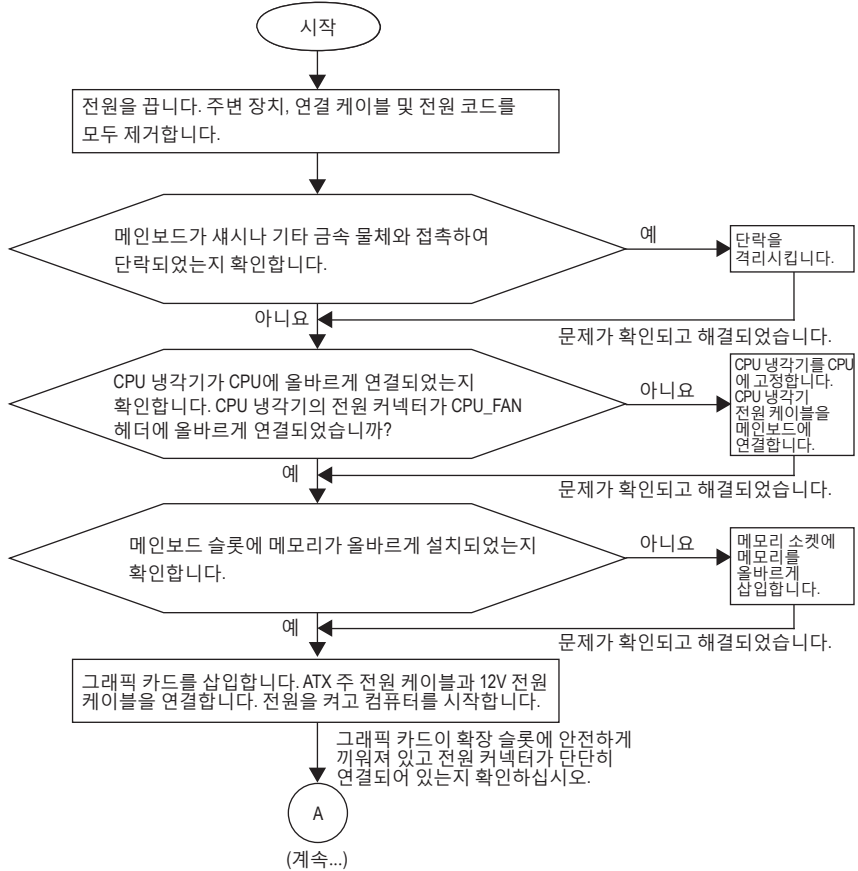 시작
전원을 끕니다. 주변 장치, 연결 케이블 및 전원 코드를
모두 제거합니다.
메인보드가 섀시나 기타 금속 물체와 접촉하여
단락되었는지 확인합니다.
예
단락을
격리시킵니다.
아니요
문제가 확인되고 해결되었습니다.
CPU 냉각기가 CPU에 올바르게 연결되었는지
확인합니다. CPU 냉각기의 전원 커넥터가 CPU_FAN
헤더에 올바르게 연결되었습니까?
아니요
CPU 냉각기를 CPU
에 고정합니다.
CPU 냉각기
전원 케이블을
메인보드에
연결합니다.
예
문제가 확인되고 해결되었습니다.
메인보드 슬롯에 메모리가 올바르게 설치되었는지
확인합니다.
아니요
메모리 소켓에
메모리를
올바르게
삽입합니다.
예
문제가 확인되고 해결되었습니다.
그래픽 카드를 삽입합니다. ATX 주 전원 케이블과 12V 전원
케이블을 연결합니다. 전원을 켜고 컴퓨터를 시작합니다.
그래픽 카드이 확장 슬롯에 안전하게
끼워져 있고 전원 커넥터가 단단히
연결되어 있는지 확인하십시오.
A
(계속...)